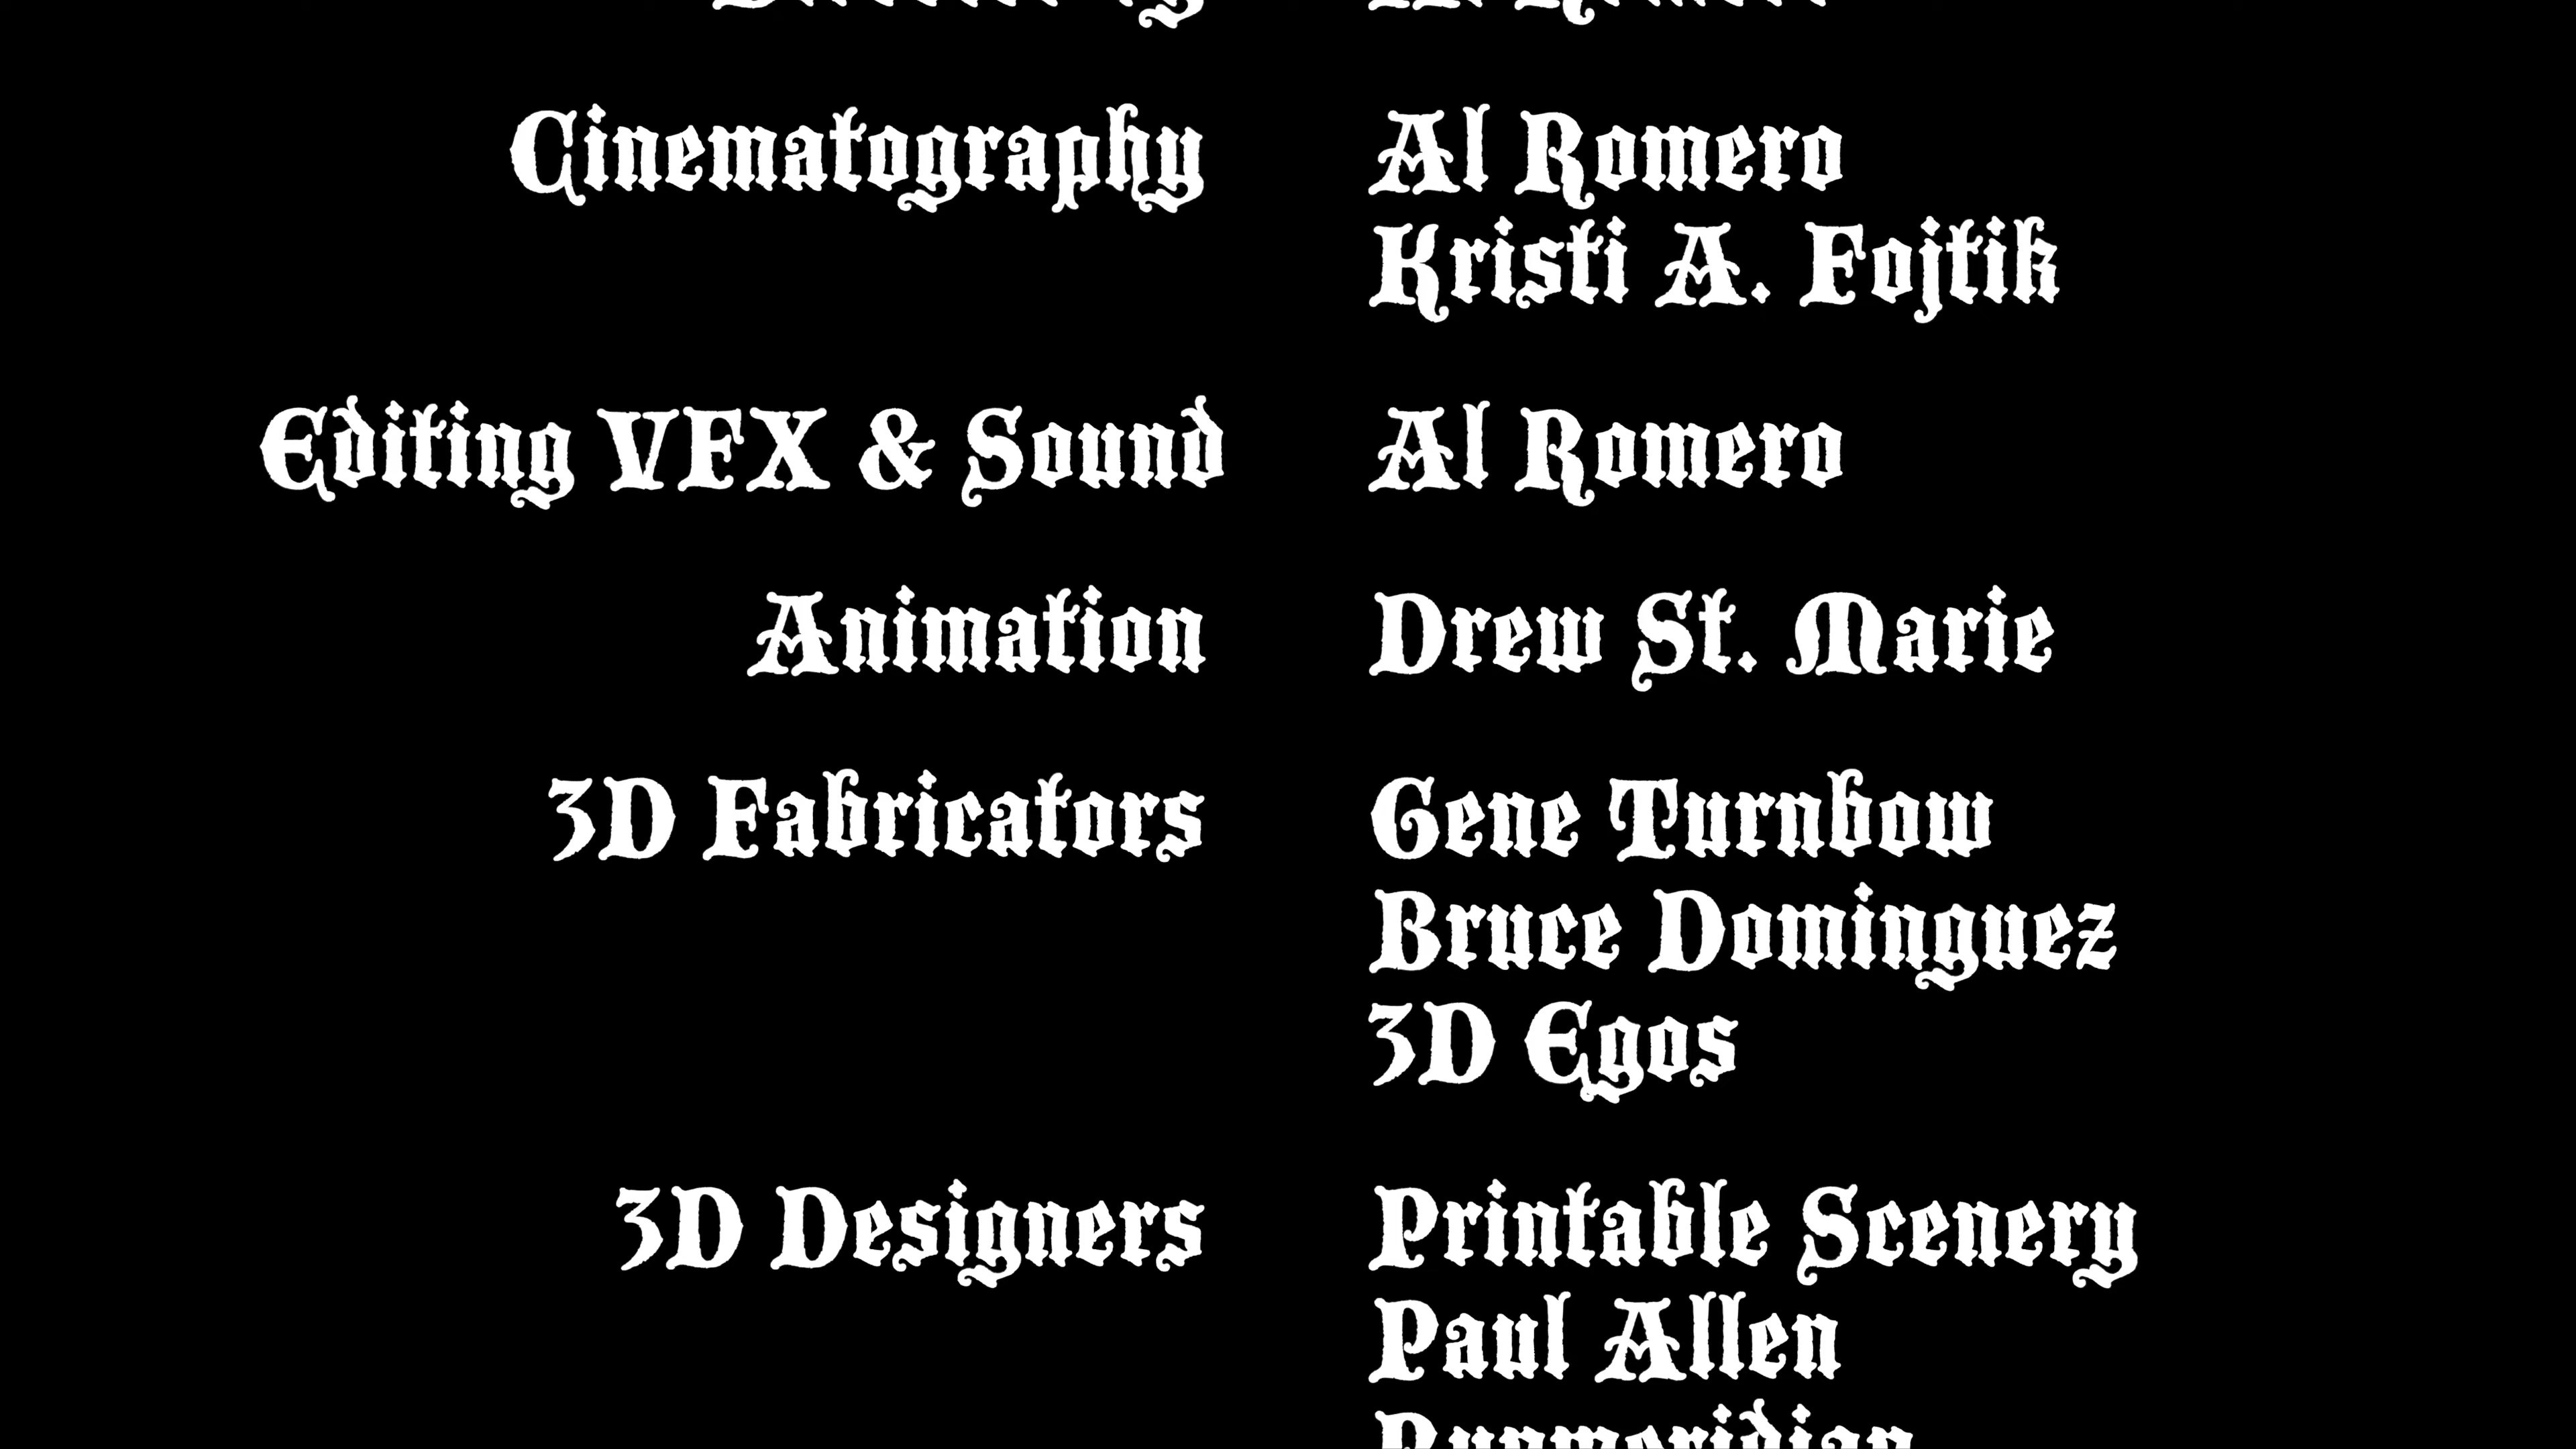 Cinematography Al Romero
Kristi A. Fojtik
Editing VFX & Sound Al Romero
Animation Drew St. Marie
3D Fabricators Gene Turnbow
Bruce Dominguez
3D Egos
3D Designers Printable Scenery
Paul Allen